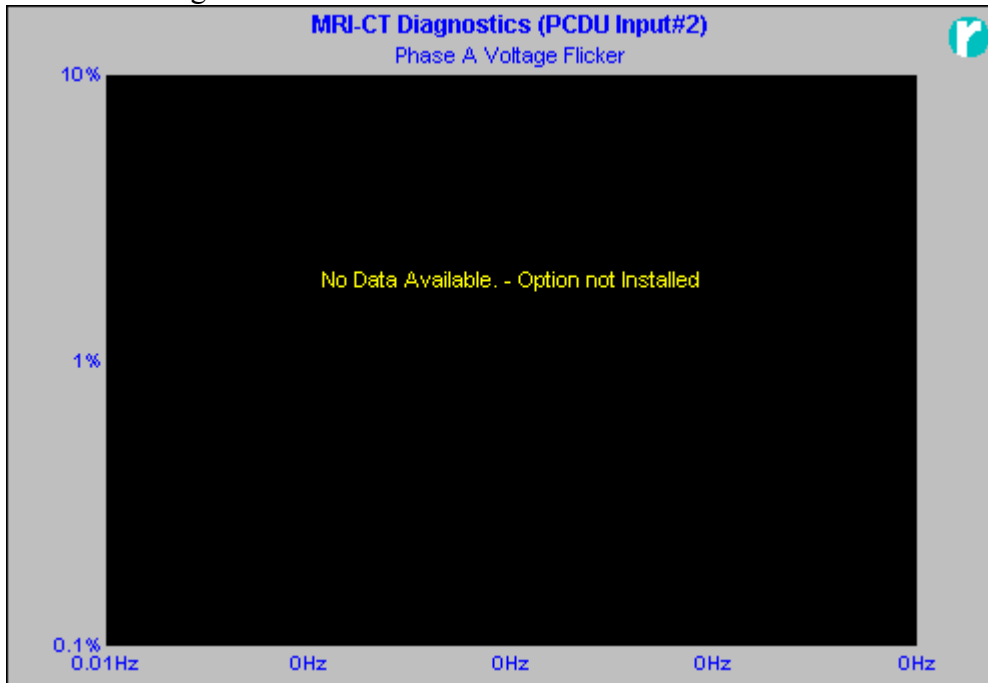 MRI-CT Diagnostics (PCDU Input#2)
r
Phase A Voltage Flicker
10%
No Data Available. - Option not Installed
1%
0.1%
0.01Hz 0Hz 0Hz 0Hz 0Hz